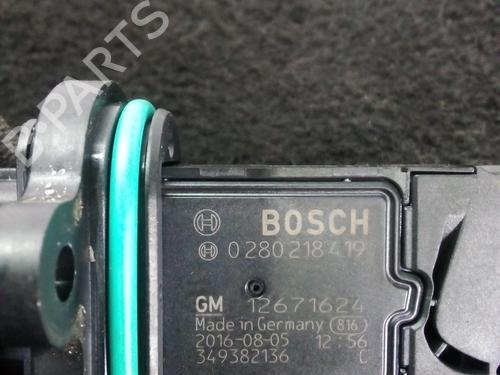 B-PARTS
BOSCH
0 280 218 419
GM 12671624
Made in Germany 816
2016-08-05 12:56
349382136 C